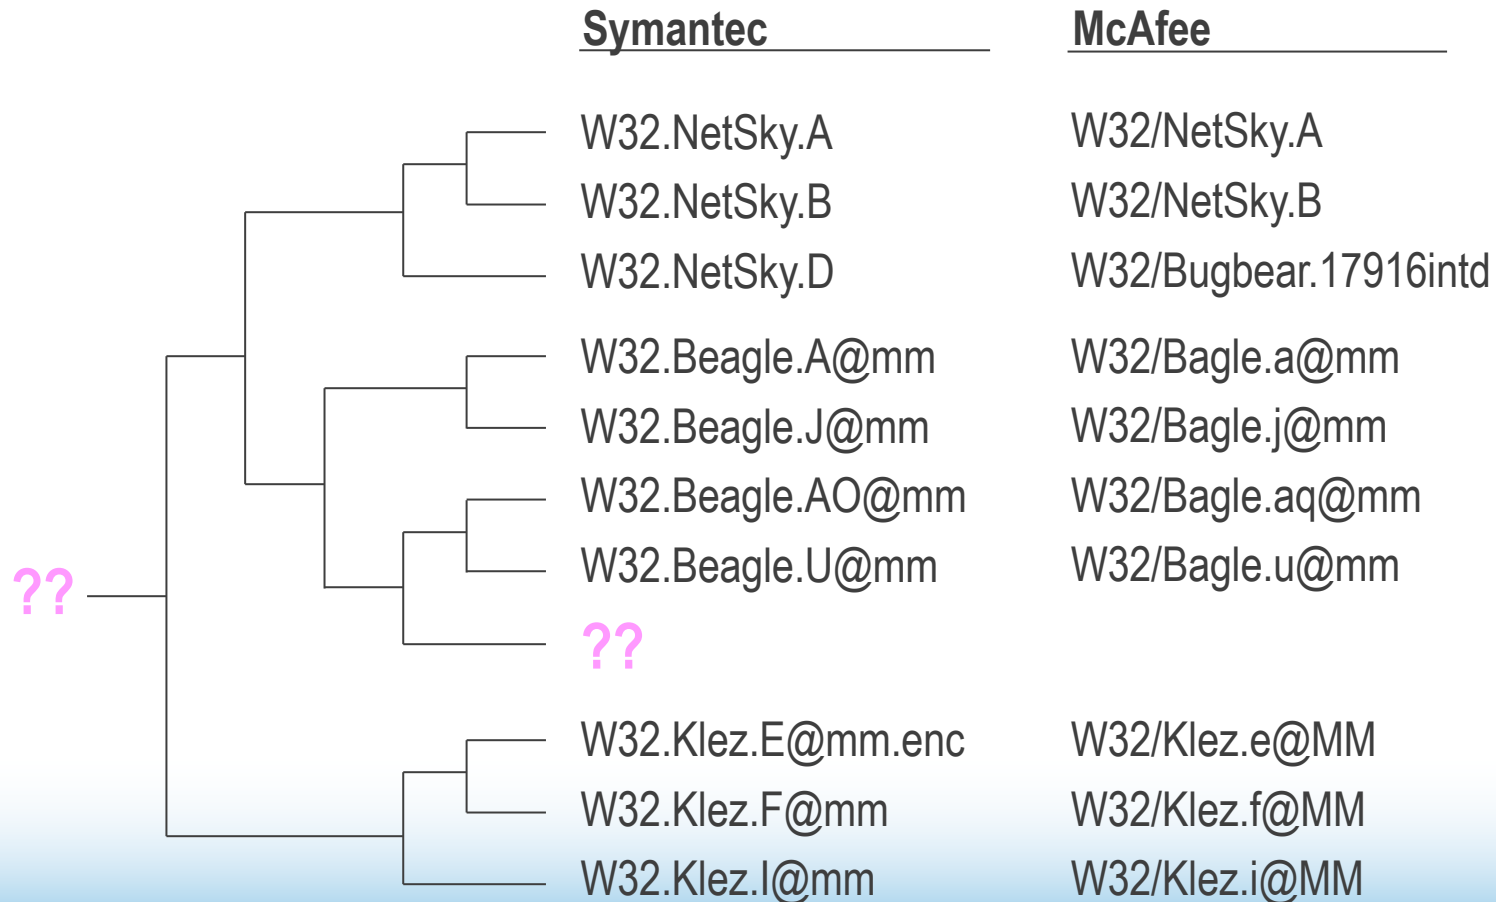 Symantec McAfee
W32.NetSky.A W32/NetSky.A
W32.NetSky.B W32/NetSky.B
W32.NetSky.D W32/Bugbear.17916intd
W32.Beagle.A@mm W32/Bagle.a@mm
W32.Beagle.J@mm W32/Bagle.j@mm
W32.Beagle.AO@mm W32/Bagle.aq@mm
W32.Beagle.U@mm W32/Bagle.u@mm
??
??
W32.Klez.E@mm.enc W32/Klez.e@MM
W32.Klez.F@mm W32/Klez.f@MM
W32.Klez.I@mm W32/Klez.i@MM